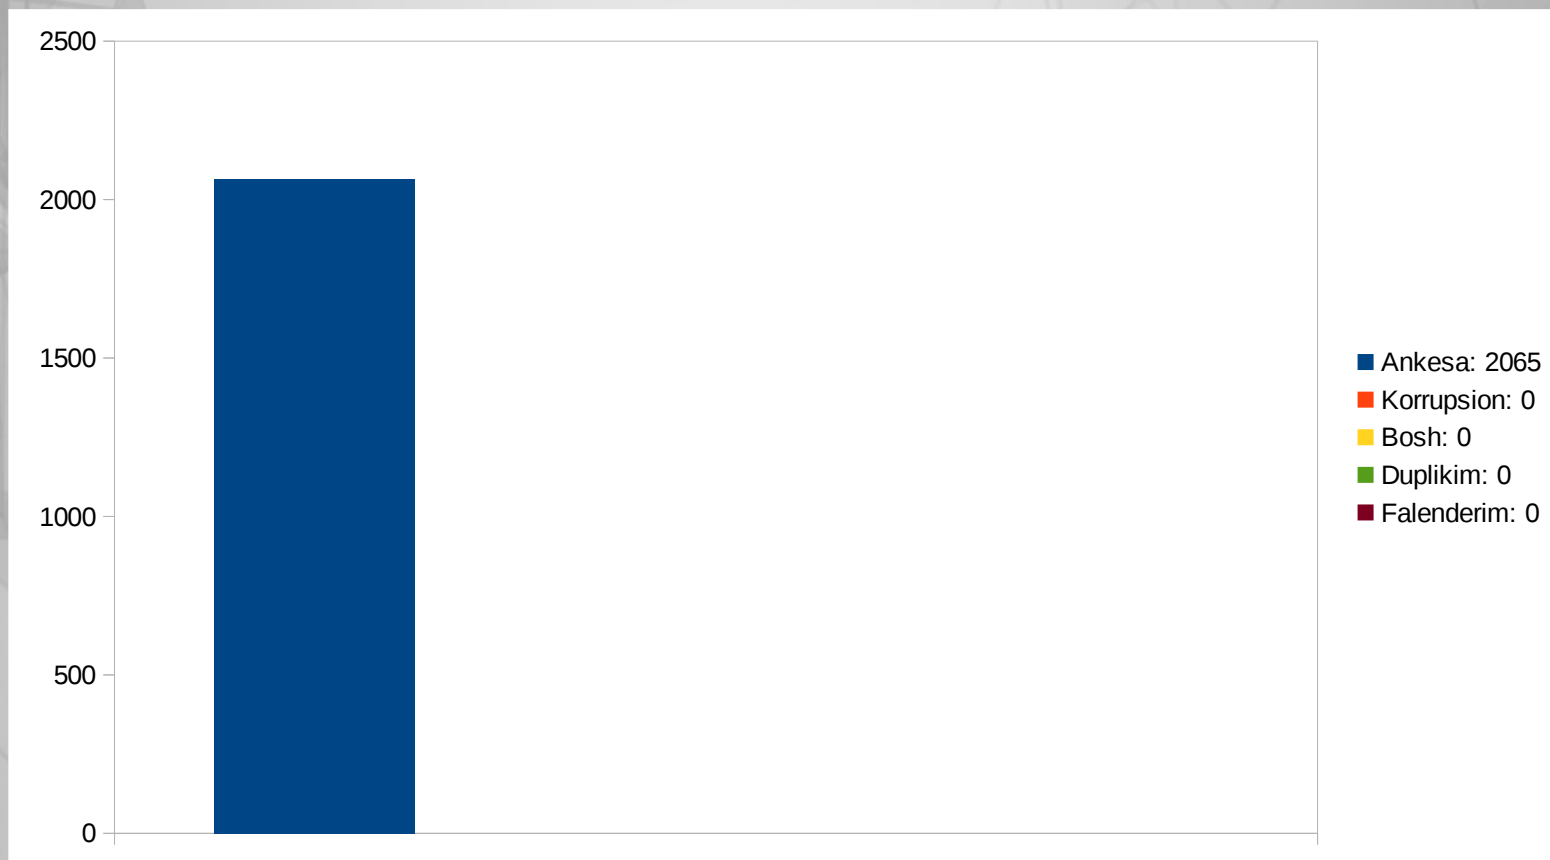 2500
2000
1500
1000
500
0
Ankesa: 2065
Korrupsion: 0
Bosh: 0
Duplikim: 0
Falenderim: 0